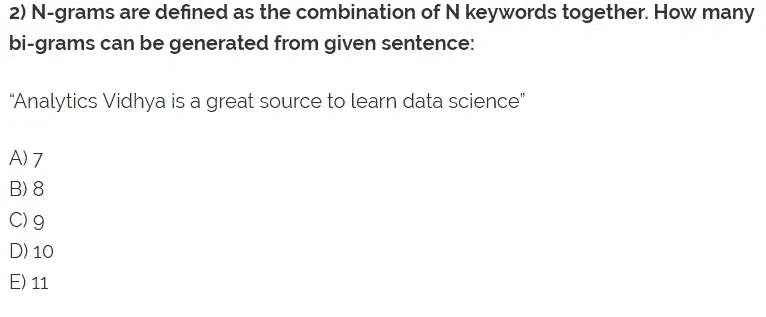 2) N-grams are defined as the combination of N keywords together. How many
bi-grams can be generated from given sentence:
“Analytics Vidhya is a great source to learn data science”
A) 7
B) 8
C) 9
D) 10
E) 11